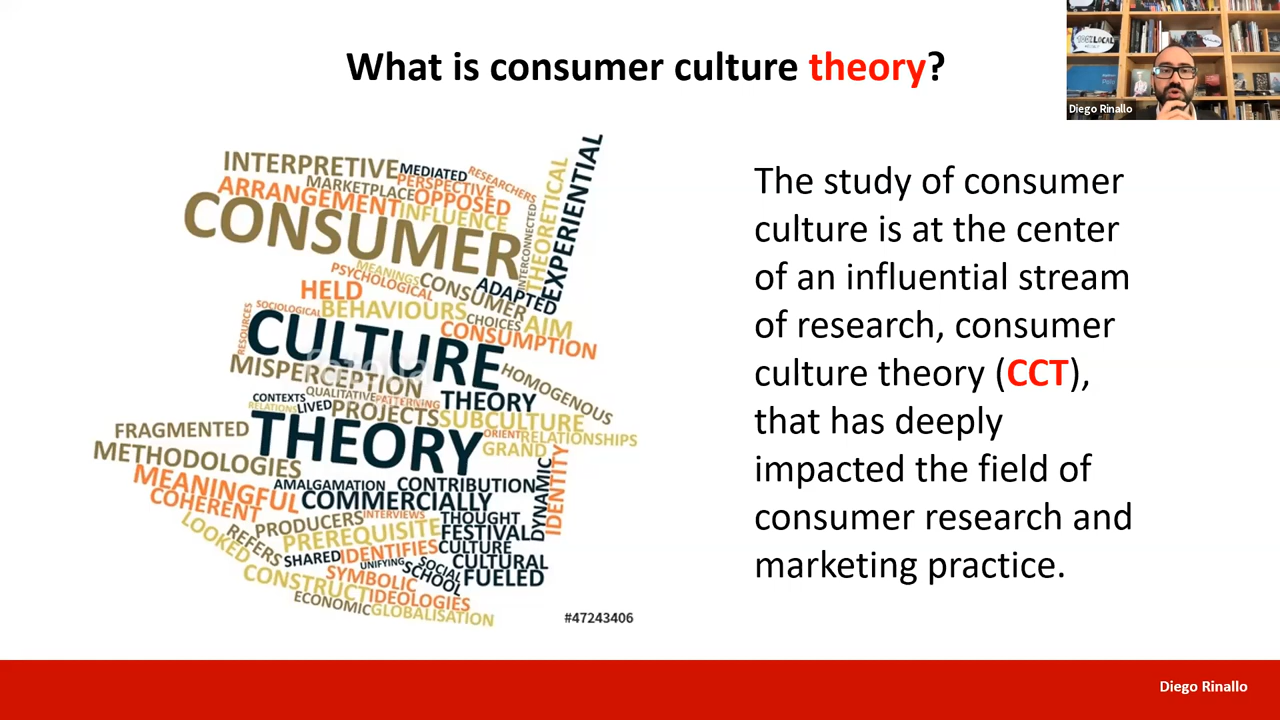 What is consumer culture theory?
Diego Rinallo
INTERPRETIVE
MEDIATED
RESEARCHERS
MARKETPLACE
PERSPECTIVE
ARRANGEMENT
OPPOSED
INFLUENCE
CONSUMER
INTERCONNECTED
THEORETICAL
EXPERIENTIAL
MEANINGS
PSYCHOLOGICAL
CONSUMER
ADAPTED
HELD
SOCIOLOGICAL
BEHAVIOURS
CHOICES
AIM
RESOURCES
CULTURE
CONSUMPTION
MISPERCEPTION
HOMOGENOUS
QUALITATIVE
PATTERNING
THEORY
CONTEXTS
RELATIONS
LIVED
PROJECTS
SUBCULTURE
FRAGMENTED
THEORY
ORIENT
RELATIONSHIPS
GRAND
METHODOLOGIES
MEANINGFUL
AMALGAMATION
CONTRIBUTION
DYNAMIC
IDENTITY
COHERENT
COMMERCIALLY
LOOKED
PRODUCERS
INTERVIEWS
THOUGHT
REFERS
PREREQUISITE
FESTIVAL
SHARED
IDENTIFIES
CULTURE
UNIFYING
SOCIAL
CULTURAL
CONSTRUCT
SYMBOLIC
SCHOOL
FUELED
ECONOMIC
IDEOLOGIES
GLOBALISATION
#47243406
The study of consumer
culture is at the center
of an influential stream
of research, consumer
culture theory (CCT),
that has deeply
impacted the field of
consumer research and
marketing practice.
Diego Rinallo